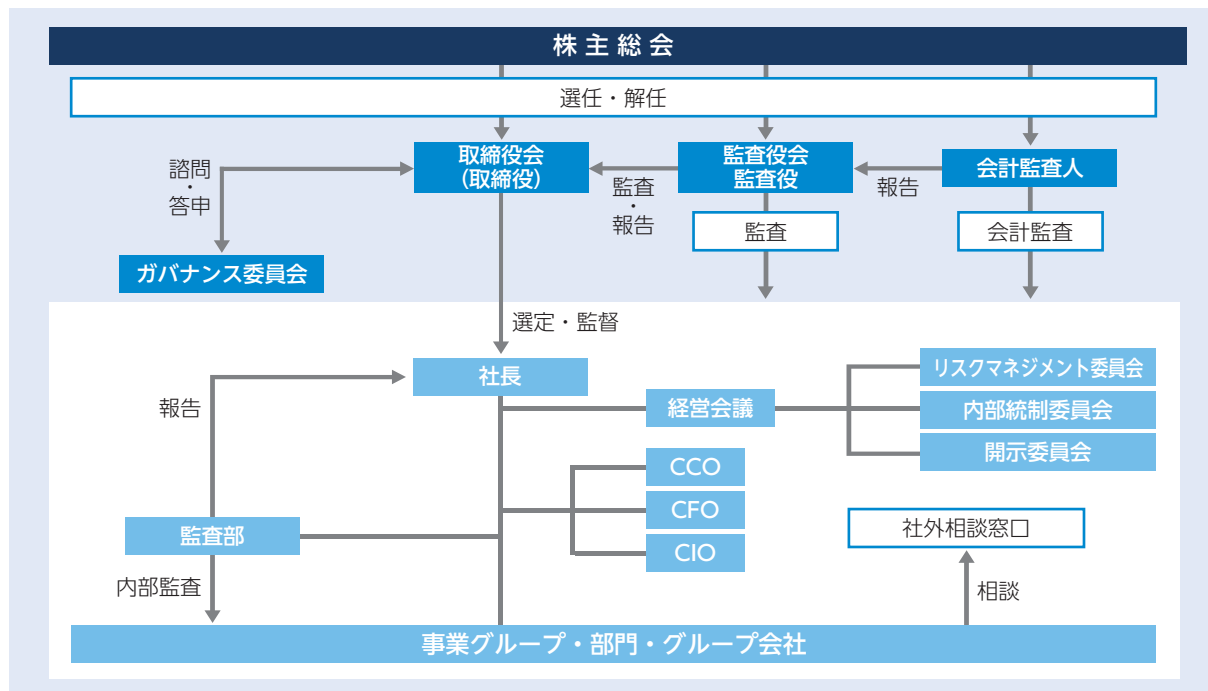 株主総会
選任・解任
諮問
・
答申
取締役会
(取締役)
監査
・
報告
監査役会
監査役
報告
会計監査人
監査
会計監査
ガバナンス委員会
選定・監督
社長
報告
経営会議
リスクマネジメント委員会
内部統制委員会
開示委員会
CCO
CFO
CIO
監査部
社外相談窓口
内部監査
相談
事業グループ・部門・グループ会社